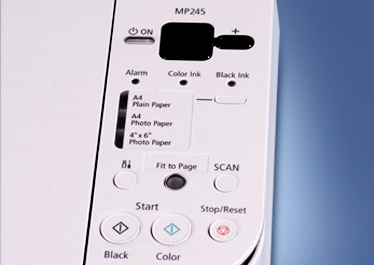 MP245
ON +
Alarm Color Ink Black Ink
A4
Plain Paper
A4
Photo Paper
4"x 6"
Photo Paper
Fit to Page SCAN
Start Stop/Reset
Black Color